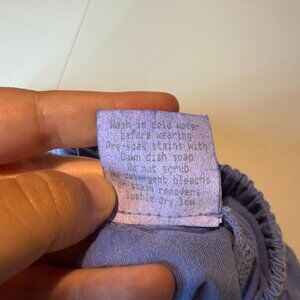 Wash in cold water
before wearing
Pre-soak stains with
Dawn dish soap
Do not scrub
No detergent bleachs
or stain removers
Tumble dry low